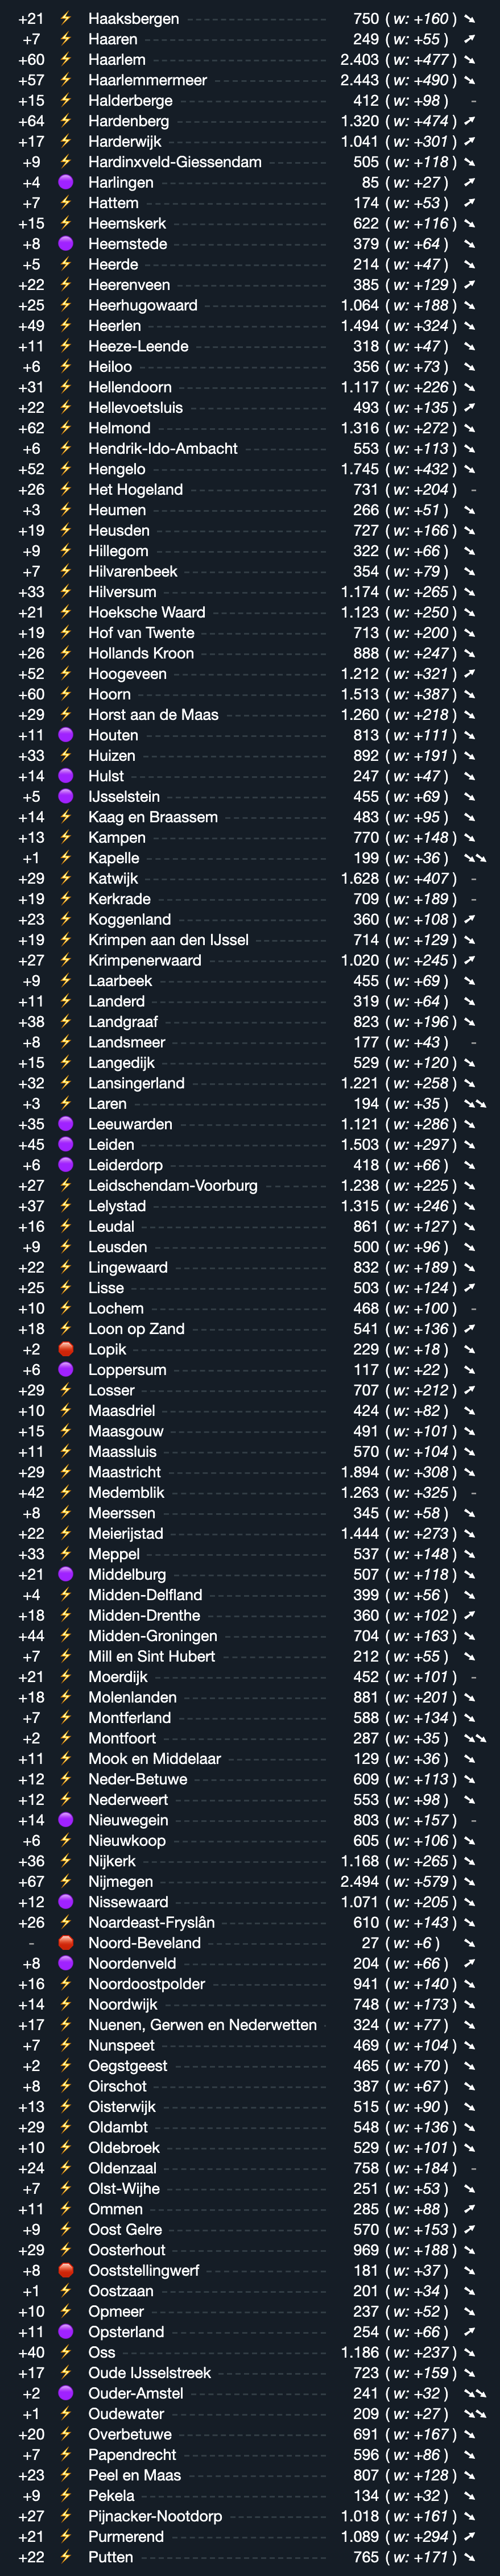 +21 ⚡ Haaksbergen 750 ( w: +160 ) ➘
+7 ⚡ Haaren 249 ( w: +55 ) ➚
+60 ⚡ Haarlem 2.403 ( w: +477 ) ➘
+57 ⚡ Haarlemmermeer 2.443 ( w: +490 ) ➘
+15 ⚡ Halderberge 412 ( w: +98 ) -
+64 ⚡ Hardenberg 1.320 ( w: +474 ) ➚
+17 ⚡ Harderwijk 1.041 ( w: +301 ) ➚
+9 ⚡ Hardinxveld-Giessendam 505 ( w: +118 ) ➘
+4 🟣 Harlingen 85 ( w: +27 ) ➚
+7 ⚡ Hattem 174 ( w: +53 ) ➚
+15 ⚡ Heemskerk 622 ( w: +116 ) ➘
+8 🟣 Heemstede 379 ( w: +64 ) ➘
+5 ⚡ Heerde 214 ( w: +47 ) ➘
+22 ⚡ Heerenveen 385 ( w: +129 ) ➚
+25 ⚡ Heerhugowaard 1.064 ( w: +188 ) ➘
+49 ⚡ Heerlen 1.494 ( w: +324 ) ➘
+11 ⚡ Heeze-Leende 318 ( w: +47 ) ➘
+6 ⚡ Heiloo 356 ( w: +73 ) ➘
+31 ⚡ Hellendoorn 1.117 ( w: +226 ) ➘
+22 ⚡ Hellevoetsluis 493 ( w: +135 ) ➚
+62 ⚡ Helmond 1.316 ( w: +272 ) ➘
+6 ⚡ Hendrik-Ido-Ambacht 553 ( w: +113 ) ➘
+52 ⚡ Hengelo 1.745 ( w: +432 ) ➘
+26 ⚡ Het Hogeland 731 ( w: +204 ) -
+3 ⚡ Heumen 266 ( w: +51 ) ➘
+19 ⚡ Heusden 727 ( w: +166 ) ➘
+9 ⚡ Hillegom 322 ( w: +66 ) ➘
+7 ⚡ Hilvarenbeek 354 ( w: +79 ) ➘
+33 ⚡ Hilversum 1.174 ( w: +265 ) ➘
+21 ⚡ Hoeksche Waard 1.123 ( w: +250 ) ➘
+19 ⚡ Hof van Twente 713 ( w: +200 ) ➘
+26 ⚡ Hollands Kroon 888 ( w: +247 ) ➘
+52 ⚡ Hoogeveen 1.212 ( w: +321 ) ➚
+60 ⚡ Hoorn 1.513 ( w: +387 ) ➘
+29 ⚡ Horst aan de Maas 1.260 ( w: +218 ) ➘
+11 🟣 Houten 813 ( w: +111 ) ➘
+33 ⚡ Huizen 892 ( w: +191 ) ➘
+14 🟣 Hulst 247 ( w: +47 ) ➘
+5 🟣 IJsselstein 455 ( w: +69 ) ➘
+14 ⚡ Kaag en Braassem 483 ( w: +95 ) ➘
+13 ⚡ Kampen 770 ( w: +148 ) ➘
+1 ⚡ Kapelle 199 ( w: +36 ) ➘➘
+29 ⚡ Katwijk 1.628 ( w: +407 ) -
+19 ⚡ Kerkrade 709 ( w: +189 ) -
+23 ⚡ Koggenland 360 ( w: +108 ) ➚
+19 ⚡ Krimpen aan den IJssel 714 ( w: +129 ) ➘
+27 ⚡ Krimpenerwaard 1.020 ( w: +245 ) ➚
+9 ⚡ Laarbeek 455 ( w: +69 ) ➘
+11 ⚡ Landerd 319 ( w: +64 ) ➘
+38 ⚡ Landgraaf 823 ( w: +196 ) ➘
+8 ⚡ Landsmeer 177 ( w: +43 ) -
+15 ⚡ Langedijk 529 ( w: +120 ) ➘
+32 ⚡ Lansingerland 1.221 ( w: +258 ) ➘
+3 ⚡ Laren 194 ( w: +35 ) ➘➘
+35 🟣 Leeuwarden 1.121 ( w: +286 ) ➘
+45 🟣 Leiden 1.503 ( w: +297 ) ➘
+6 🟣 Leiderdorp 418 ( w: +66 ) ➘
+27 ⚡ Leidschendam-Voorburg 1.238 ( w: +225 ) ➘
+37 ⚡ Lelystad 1.315 ( w: +246 ) ➘
+16 ⚡ Leudal 861 ( w: +127 ) ➘
+9 ⚡ Leusden 500 ( w: +96 ) ➘
+22 ⚡ Lingewaard 832 ( w: +189 ) ➘
+25 ⚡ Lisse 503 ( w: +124 ) ➚
+10 ⚡ Lochem 468 ( w: +100 ) -
+18 ⚡ Loon op Zand 541 ( w: +136 ) ➚
+2 🛑 Lopik 229 ( w: +18 ) ➘
+6 🟣 Loppersum 117 ( w: +22 ) ➘
+29 ⚡ Losser 707 ( w: +212 ) ➚
+10 ⚡ Maasdriel 424 ( w: +82 ) ➘
+15 ⚡ Maasgouw 491 ( w: +101 ) ➘
+11 ⚡ Maassluis 570 ( w: +104 ) ➘
+29 ⚡ Maastricht 1.894 ( w: +308 ) ➘
+42 ⚡ Medemblik 1.263 ( w: +325 ) -
+8 ⚡ Meerssen 345 ( w: +58 ) ➘
+22 ⚡ Meierijstad 1.444 ( w: +273 ) ➘
+33 ⚡ Meppel 537 ( w: +148 ) ➘
+21 🟣 Middelburg 507 ( w: +118 ) ➘
+4 ⚡ Midden-Delfland 399 ( w: +56 ) ➘
+18 ⚡ Midden-Drenthe 360 ( w: +102 ) ➚
+44 ⚡ Midden-Groningen 704 ( w: +163 ) ➘
+7 ⚡ Mill en Sint Hubert 212 ( w: +55 ) ➘
+21 ⚡ Moerdijk 452 ( w: +101 ) -
+18 ⚡ Molenlanden 881 ( w: +201 ) ➘
+7 ⚡ Montferland 588 ( w: +134 ) ➘
+2 ⚡ Montfoort 287 ( w: +35 ) ➘➘
+11 ⚡ Mook en Middelaar 129 ( w: +36 ) ➘
+12 ⚡ Neder-Betuwe 609 ( w: +113 ) ➘
+12 ⚡ Nederweert 553 ( w: +98 ) ➘
+14 🟣 Nieuwegein 803 ( w: +157 ) -
+6 ⚡ Nieuwkoop 605 ( w: +106 ) ➘
+36 ⚡ Nijkerk 1.168 ( w: +265 ) ➘
+67 ⚡ Nijmegen 2.494 ( w: +579 ) ➘
+12 🟣 Nissewaard 1.071 ( w: +205 ) ➘
+26 ⚡ Noardeast-Fryslân 610 ( w: +143 ) ➘
- 🛑 Noord-Beveland 27 ( w: +6 ) ➘
+8 🟣 Noordenveld 204 ( w: +66 ) ➚
+16 ⚡ Noordoostpolder 941 ( w: +140 ) ➘
+14 ⚡ Noordwijk 748 ( w: +173 ) ➘
+17 ⚡ Nuenen, Gerwen en Nederwetten 324 ( w: +77 ) ➘
+7 ⚡ Nunspeet 469 ( w: +104 ) ➘
+2 ⚡ Oegstgeest 465 ( w: +70 ) ➘
+8 ⚡ Oirschot 387 ( w: +67 ) ➘
+13 ⚡ Oisterwijk 515 ( w: +90 ) ➘
+29 ⚡ Oldambt 548 ( w: +136 ) ➘
+10 ⚡ Oldebroek 529 ( w: +101 ) ➘
+24 ⚡ Oldenzaal 758 ( w: +184 ) -
+7 ⚡ Olst-Wijhe 251 ( w: +53 ) ➘
+11 ⚡ Ommen 285 ( w: +88 ) ➚
+9 ⚡ Oost Gelre 570 ( w: +153 ) ➚
+29 ⚡ Oosterhout 969 ( w: +188 ) ➘
+8 🛑 Ooststellingwerf 181 ( w: +37 ) ➘
+1 ⚡ Oostzaan 201 ( w: +34 ) ➘
+10 ⚡ Opmeer 237 ( w: +52 ) ➘
+11 🟣 Opsterland 254 ( w: +66 ) ➚
+40 ⚡ Oss 1.186 ( w: +237 ) ➘
+17 ⚡ Oude IJsselstreek 723 ( w: +159 ) ➘
+2 🟣 Ouder-Amstel 241 ( w: +32 ) ➘➘
+1 ⚡ Oudewater 209 ( w: +27 ) ➘➘
+20 ⚡ Overbetuwe 691 ( w: +167 ) ➘
+7 ⚡ Papendrecht 596 ( w: +86 ) ➘
+23 ⚡ Peel en Maas 807 ( w: +128 ) ➘
+9 ⚡ Pekela 134 ( w: +32 ) ➘
+27 ⚡ Pijnacker-Nootdorp 1.018 ( w: +161 ) ➘
+21 ⚡ Purmerend 1.089 ( w: +294 ) ➚
+22 ⚡ Putten 765 ( w: +171 ) ➘